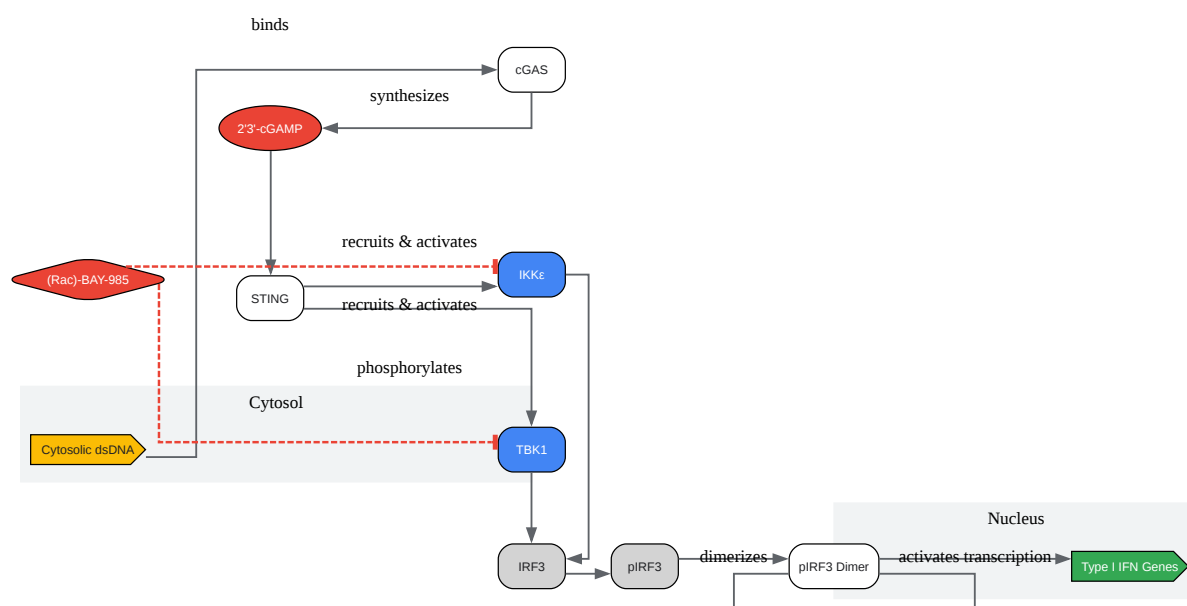 binds
cGAS
synthesizes
2'3'-cGAMP
recruits & activates
IKKε
(Rac)-BAY-985
STING
recruits & activates
phosphorylates
Cytosol
Cytosolic dsDNA
TBK1
Nucleus
IRF3
pIRF3
dimerizes
pIRF3 Dimer
activates transcription
Type I IFN Genes